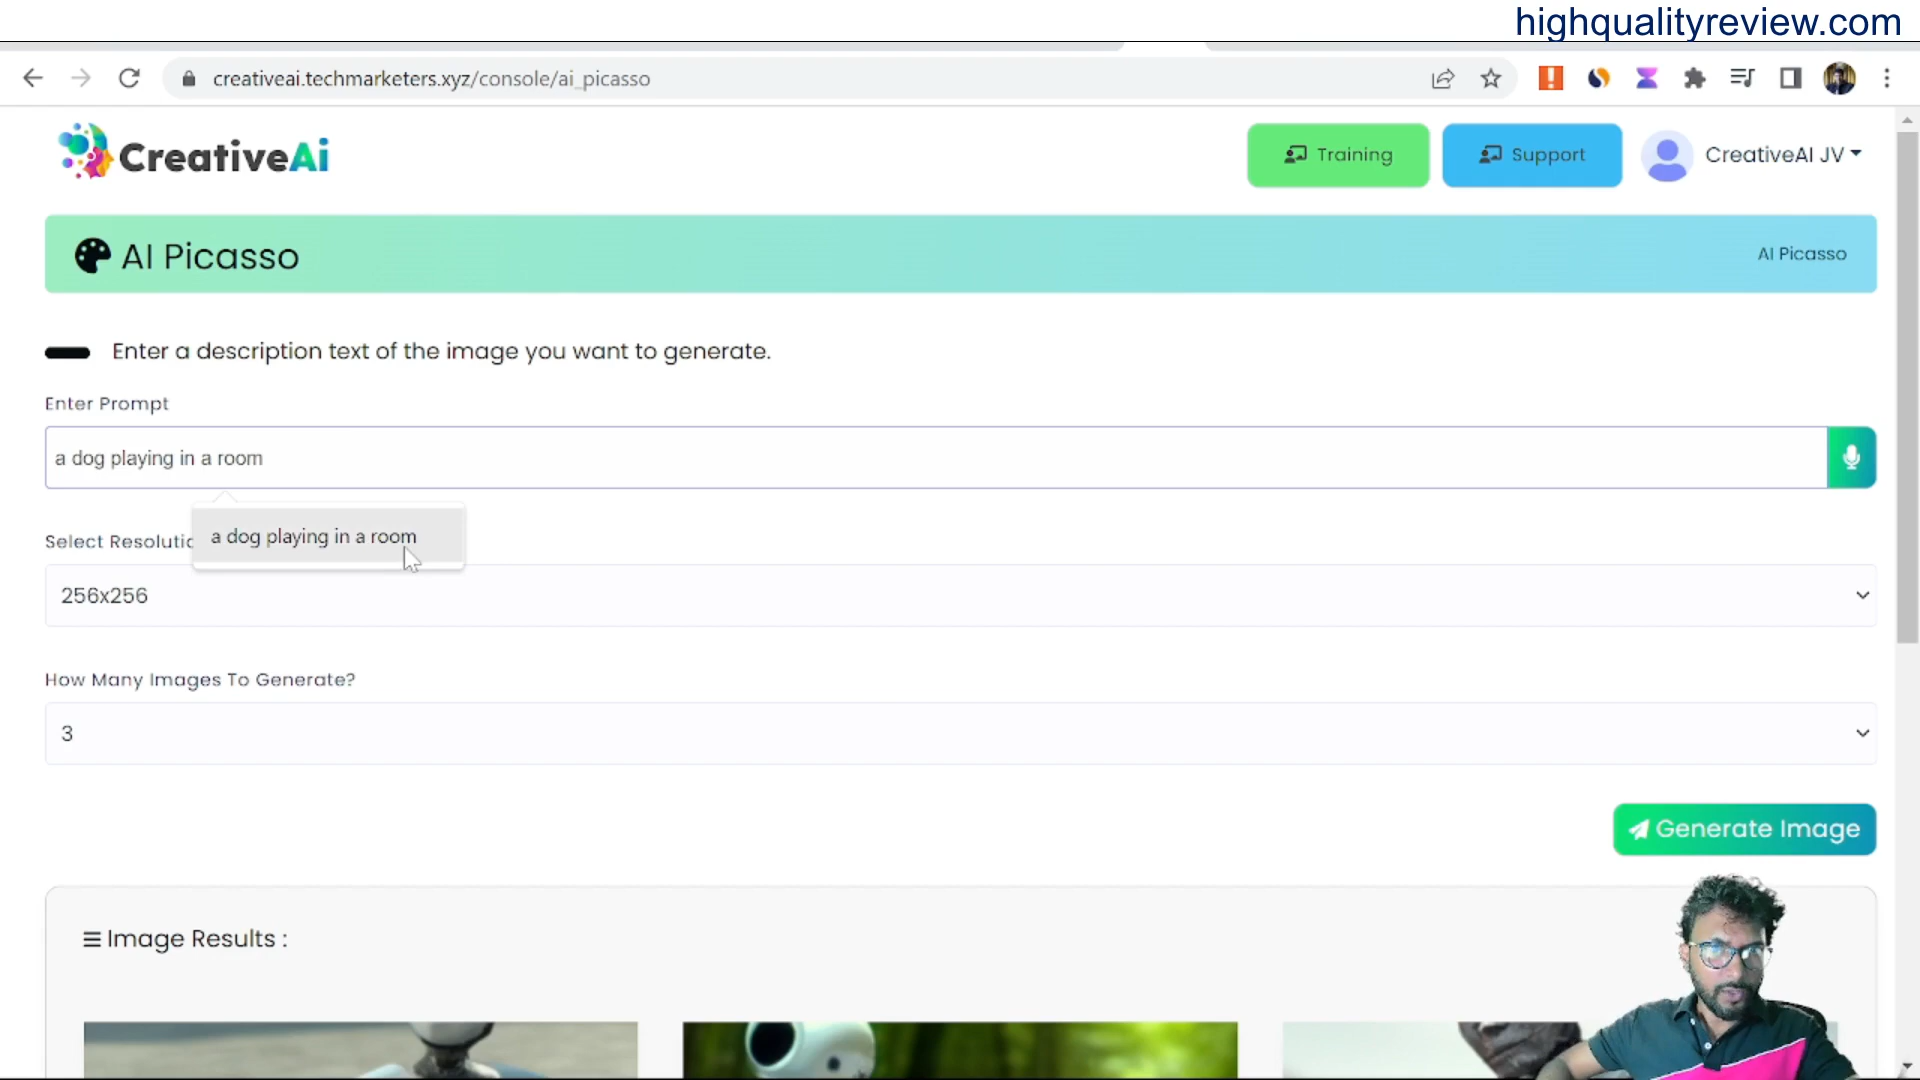 highqualityreview.com
creativeai.techmarketers.xyz/console/ai_picasso
CreativeAi
Training
Support
CreativeAI JV
AI Picasso
AI Picasso
Enter a description text of the image you want to generate.
Enter Prompt
a dog playing in a room
a dog playing in a room
Select Resolutio
256x256
How Many Images To Generate?
3
Generate Image
Image Results :